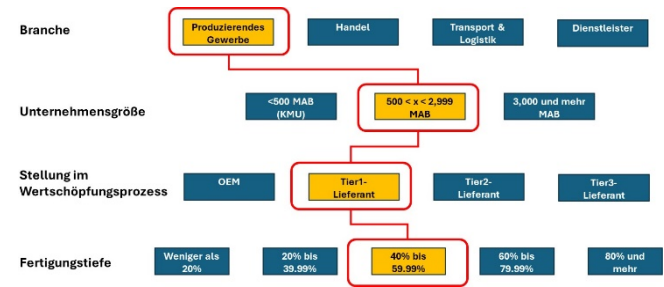 Branche
Produzierendes
Gewerbe
Handel
Transport &
Logistik
Dienstleister
Unternehmensgröße
<500 MAB
(KMU)
500 < x < 2,999
MAB
3,000 und mehr
MAB
Stellung im
Wertschöpfungsprozess
OEM
Tier1-
Lieferant
Tier2-
Lieferant
Tier3-
Lieferant
Fertigungstiefe
Weniger als
20%
20% bis
39.99%
40% bis
59.99%
60% bis
79.99%
80% und
mehr